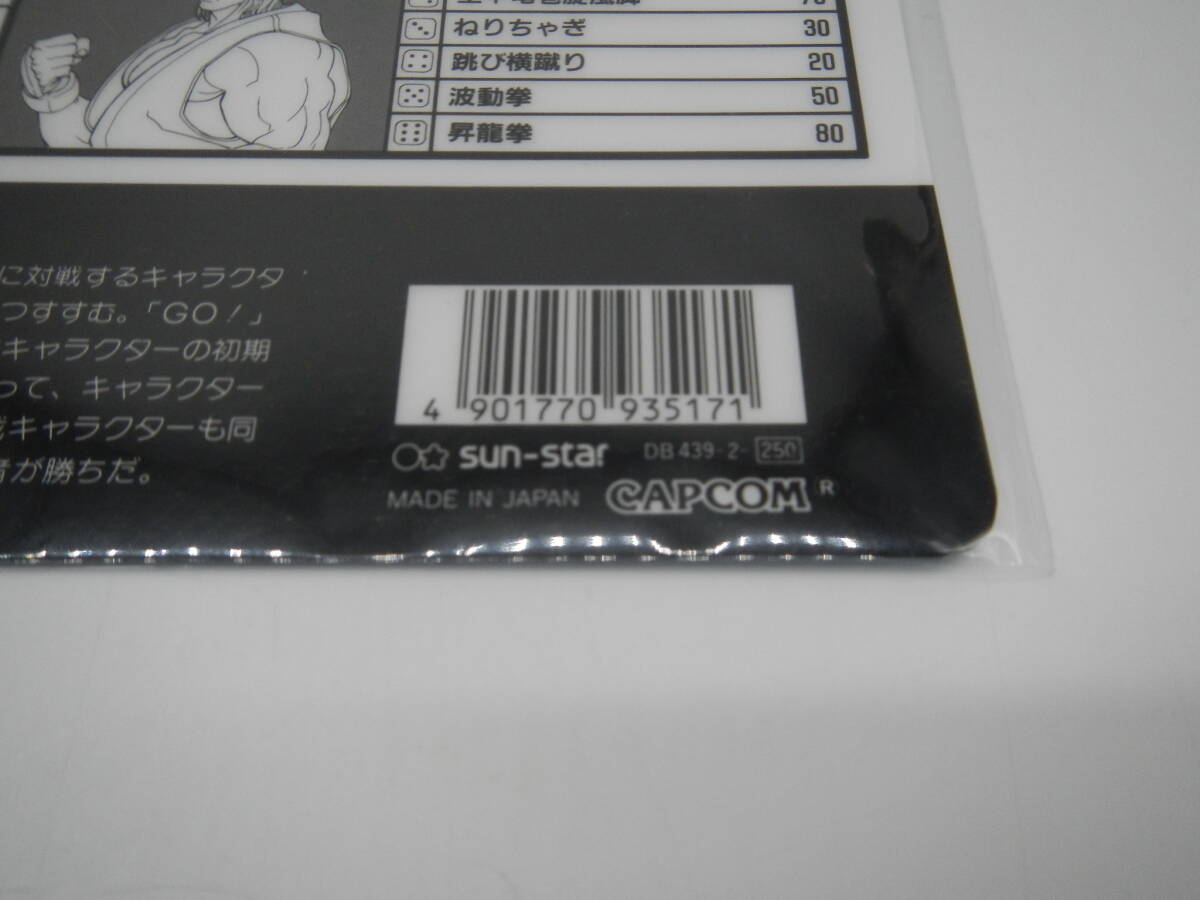 ねりちゃぎ 30
跳び横蹴り 20
波動拳 50
昇龍拳 80
に対戦するキャラクタ
つすすむ。「GO!」
キャラクターの初期
って、キャラクター
キャラクターも同
が勝ちだ。
4 901770 935171
sun-star DB 439-2- 250
MADE IN JAPAN CAPCOM R